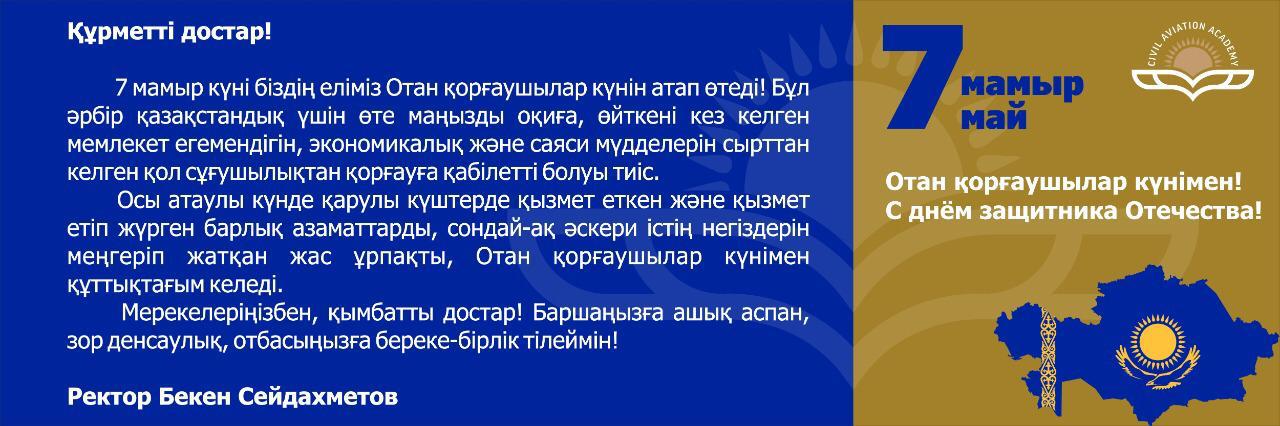 Құрметті достар!
7 мамыр күні біздің еліміз Отан қорғаушылар күнін атап өтеді! Бұл
әрбір қазақстандық үшін өте маңызды оқиға, өйткені кез келген
мемлекет егемендігін, экономикалық және саяси мүдделерін сырттан
келген қол сұғушылықтан қорғауға қабілетті болуы тиіс.
Осы атаулы күнде қарулы күштерде қызмет еткен және қызмет
етіп жүрген барлық азаматтарды, сондай-ақ әскери істің негіздерін
меңгеріп жатқан жас ұрпақты, Отан қорғаушылар күнімен
құттықтағым келеді.
Мерекелеріңізбен, қымбатты достар! Баршаңызға ашық аспан,
зор денсаулық, отбасыңызға береке-бірлік тілеймін!
Ректор Бекен Сейдахметов
7 мамыр
май
CIVIL AVIATION ACADEMY
Отан қорғаушылар күнімен!
С днём защитника Отечества!